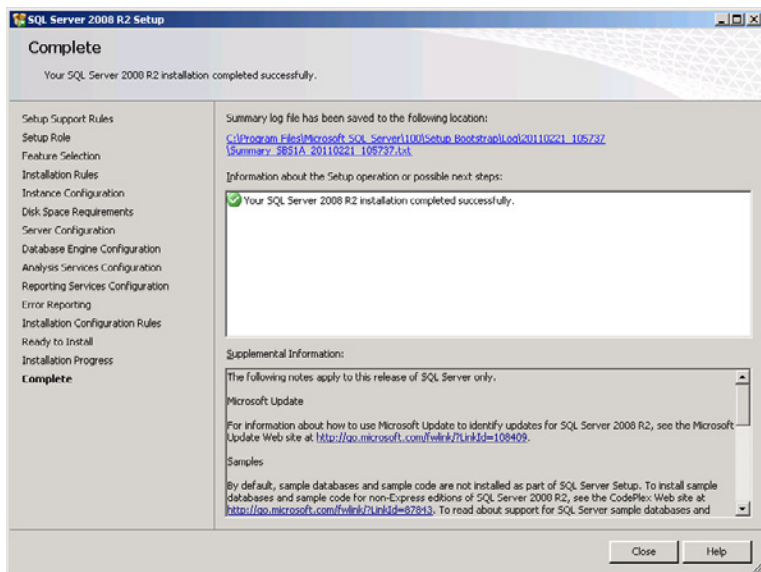 SQL Server 2008 R2 Setup
Complete
Your SQL Server 2008 R2 installation completed successfully.
Setup Support Rules
Setup Role
Feature Selection
Installation Rules
Instance Configuration
Disk Space Requirements
Server Configuration
Database Engine Configuration
Analysis Services Configuration
Reporting Services Configuration
Error Reporting
Installation Configuration Rules
Ready to Install
Installation Progress
Complete
Summary log file has been saved to the following location:
C:\Program Files\Microsoft SQL Server\100\Setup Bootstrap\Log\20110221_105737
\Summary_SBS1A_20110221_105737.txt
Information about the Setup operation or possible next steps:
Your SQL Server 2008 R2 installation completed successfully.
Supplemental Information:
The following notes apply to this release of SQL Server only.
Microsoft Update
For information about how to use Microsoft Update to identify updates for SQL Server 2008 R2, see the Microsoft
Update Web site at http://go.microsoft.com/fwlink/?LinkId=108409.
Samples
By default, sample databases and sample code are not installed as part of SQL Server Setup. To install sample
databases and sample code for non-Express editions of SQL Server 2008 R2, see the CodePlex Web site at
http://go.microsoft.com/fwlink/?LinkId=87843. To read about support for SQL Server sample databases and
Close
Help